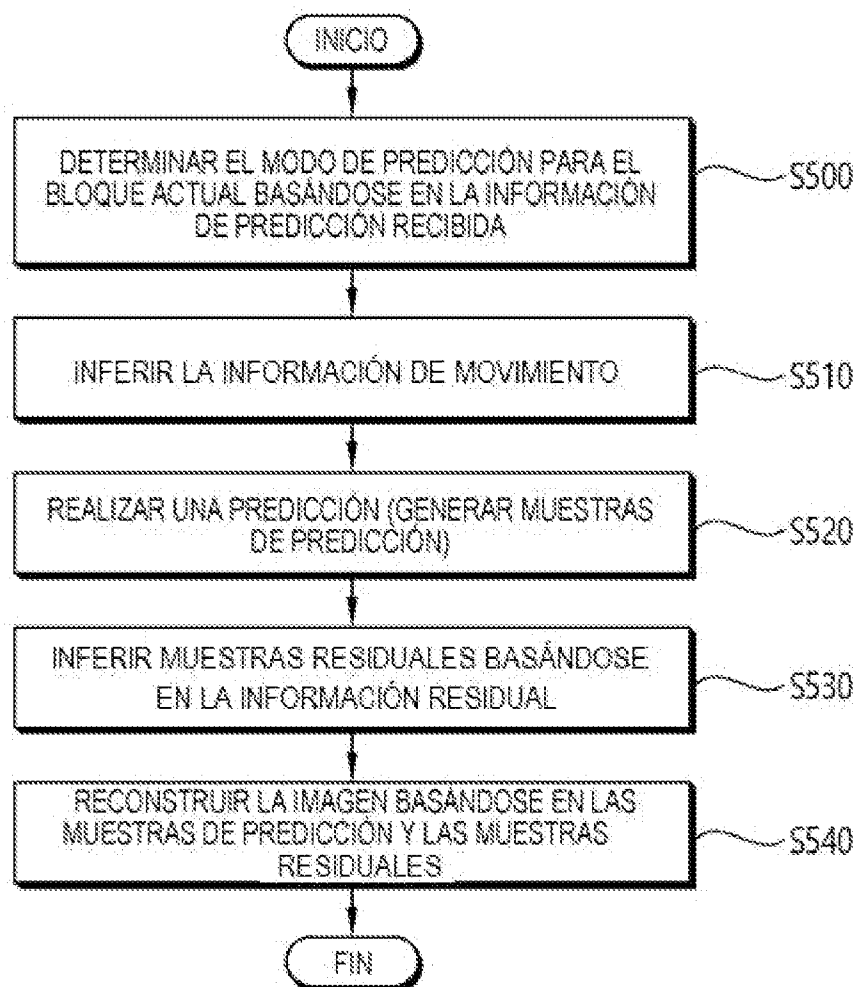 INICIO
DETERMINAR EL MODO DE PREDICCIÓN PARA EL
BLOQUE ACTUAL BASÁNDOSE EN LA INFORMACIÓN
DE PREDICCIÓN RECIBIDA
S500
INFERIR LA INFORMACIÓN DE MOVIMIENTO
S510
REALIZAR UNA PREDICCIÓN (GENERAR MUESTRAS
DE PREDICCIÓN)
S520
INFERIR MUESTRAS RESIDUALES BASÁNDOSE
EN LA INFORMACIÓN RESIDUAL
S530
RECONSTRUIR LA IMAGEN BASÁNDOSE EN LAS
MUESTRAS DE PREDICCIÓN Y LAS MUESTRAS
RESIDUALES
S540
FIN